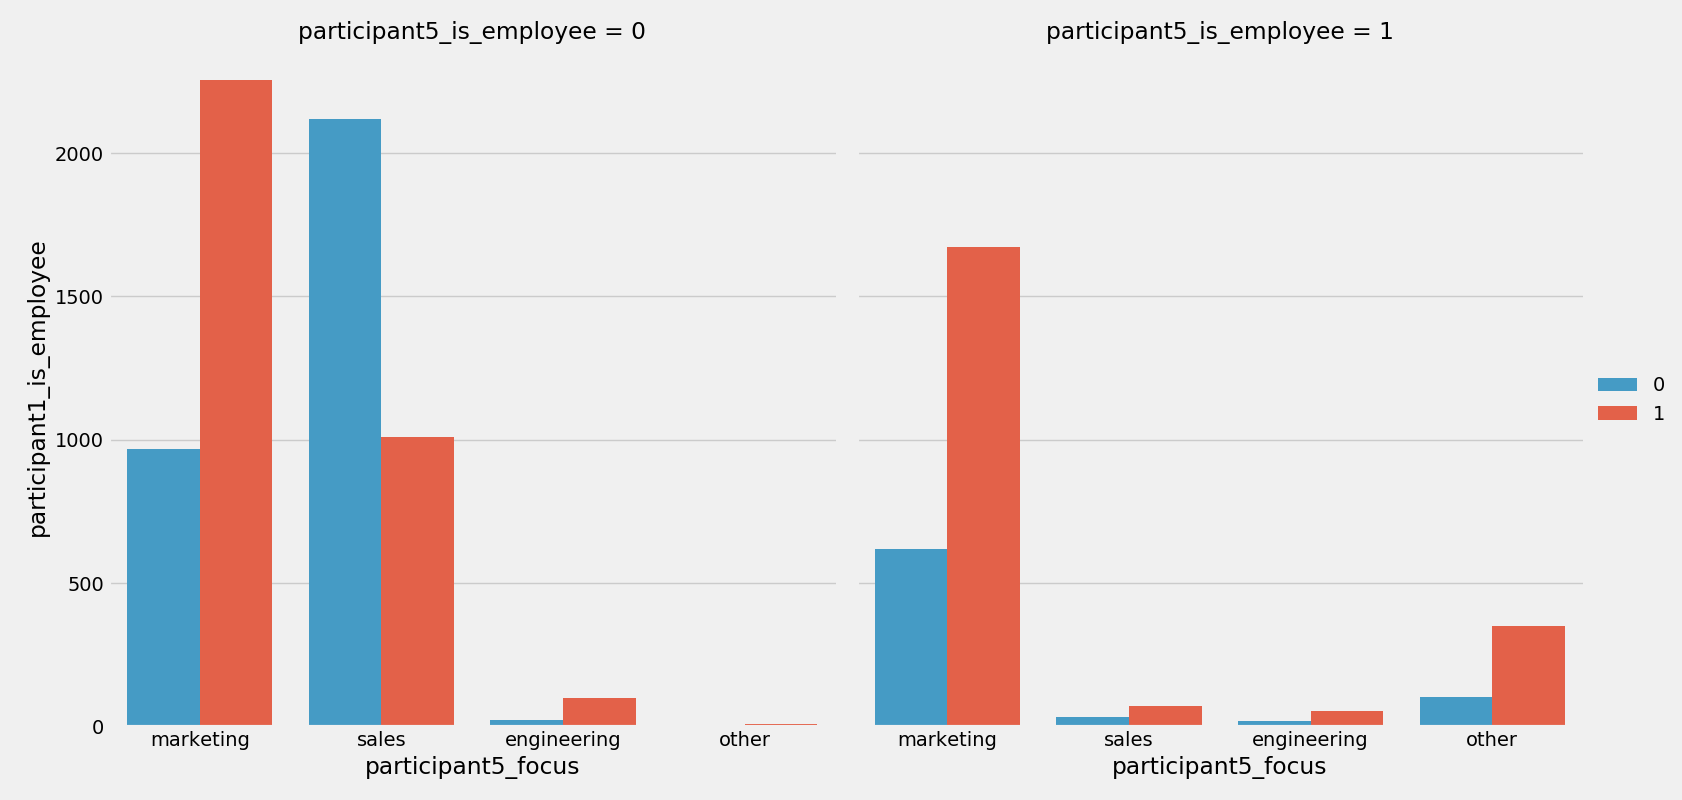 participant5_is_employee = 0
participant5_is_employee = 1
participant1_is_employee
2000
1500
1000
500
0
marketing sales engineering other
marketing sales engineering other
participant5_focus
participant5_focus
0
1